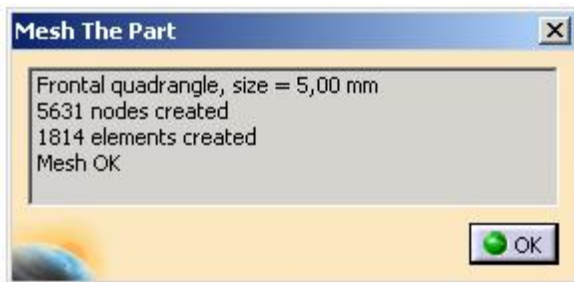 Mesh The Part
Frontal quadrangle, size = 5,00 mm
5631 nodes created
1814 elements created
Mesh OK
OK